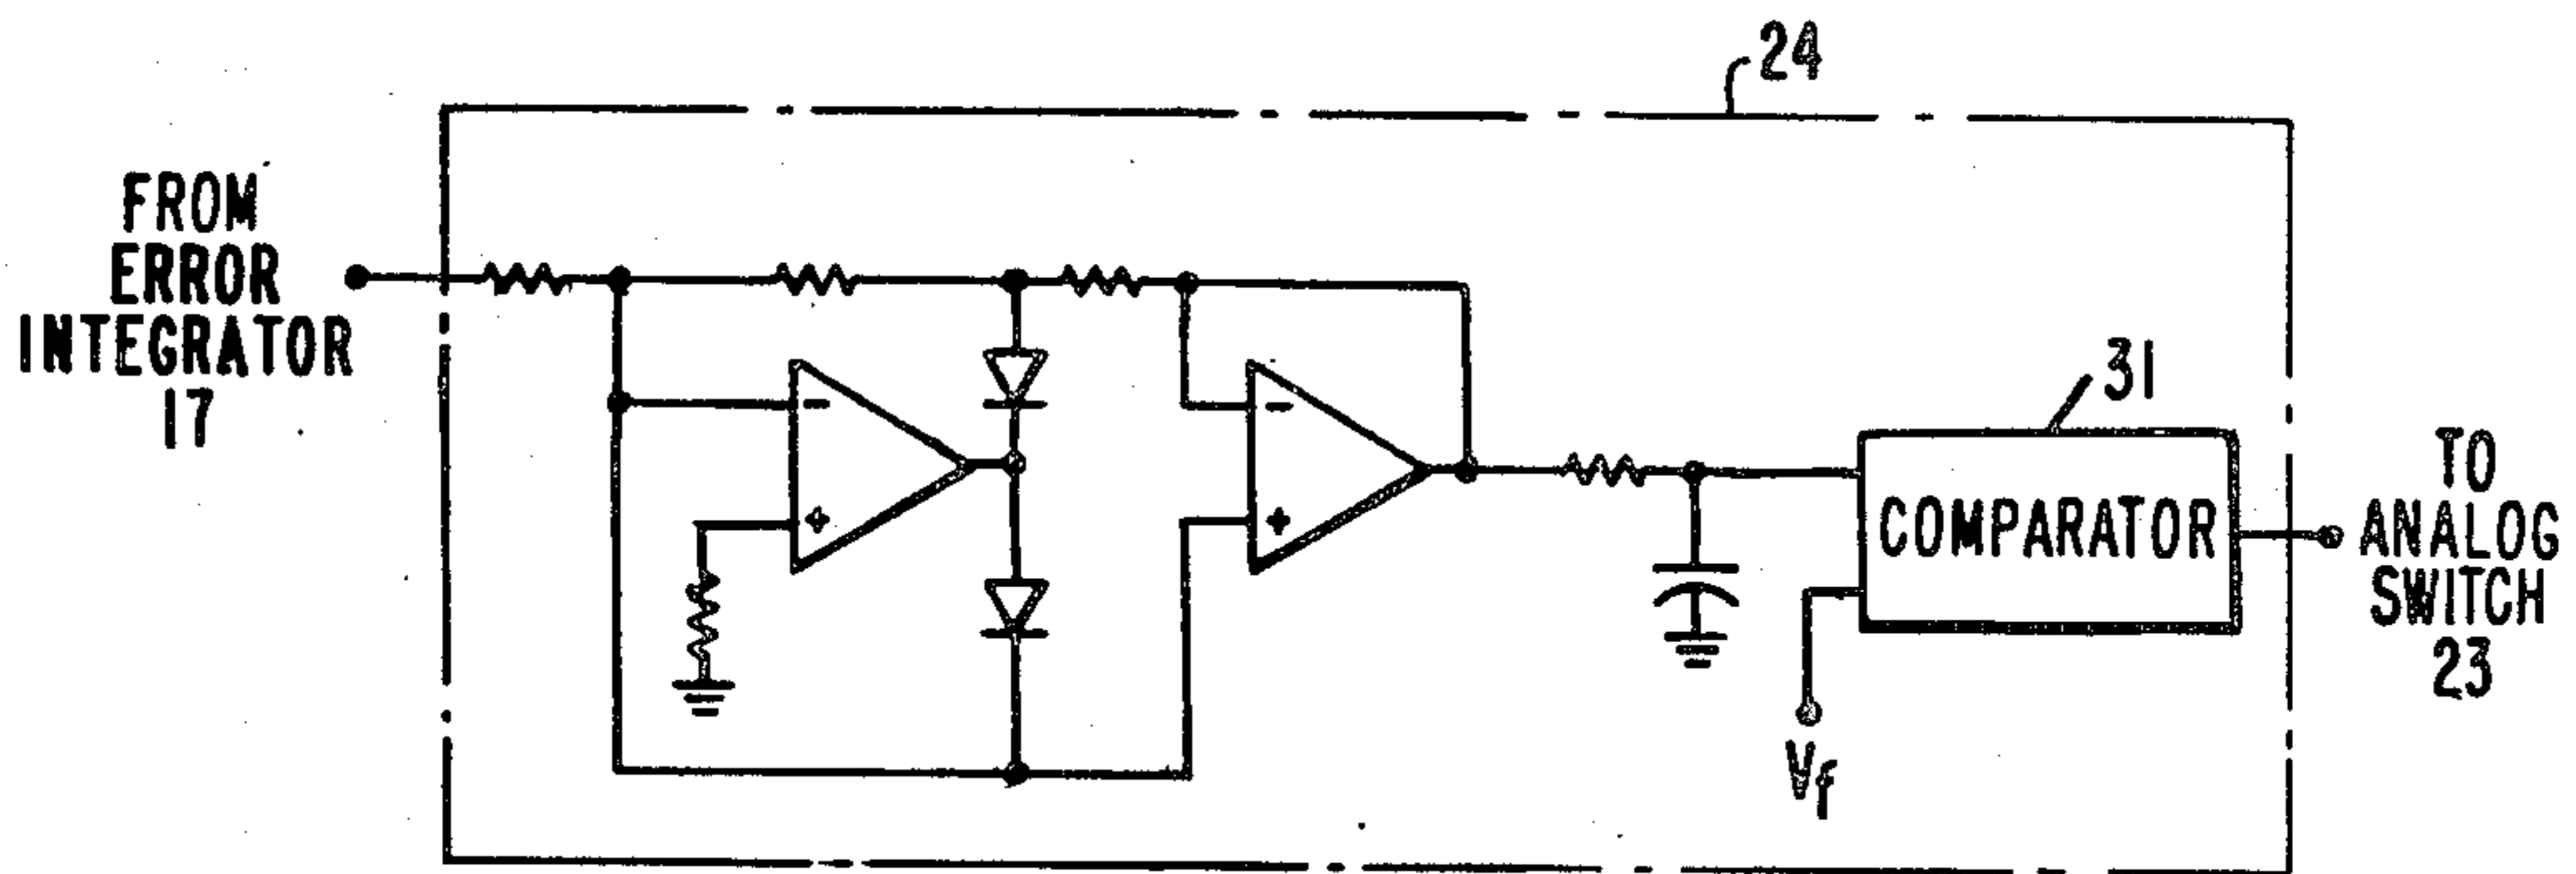 24
FROM
ERROR
INTEGRATOR
17
-
+
-
+
31
COMPARATOR
Vf
TO
ANALOG
SWITCH
23